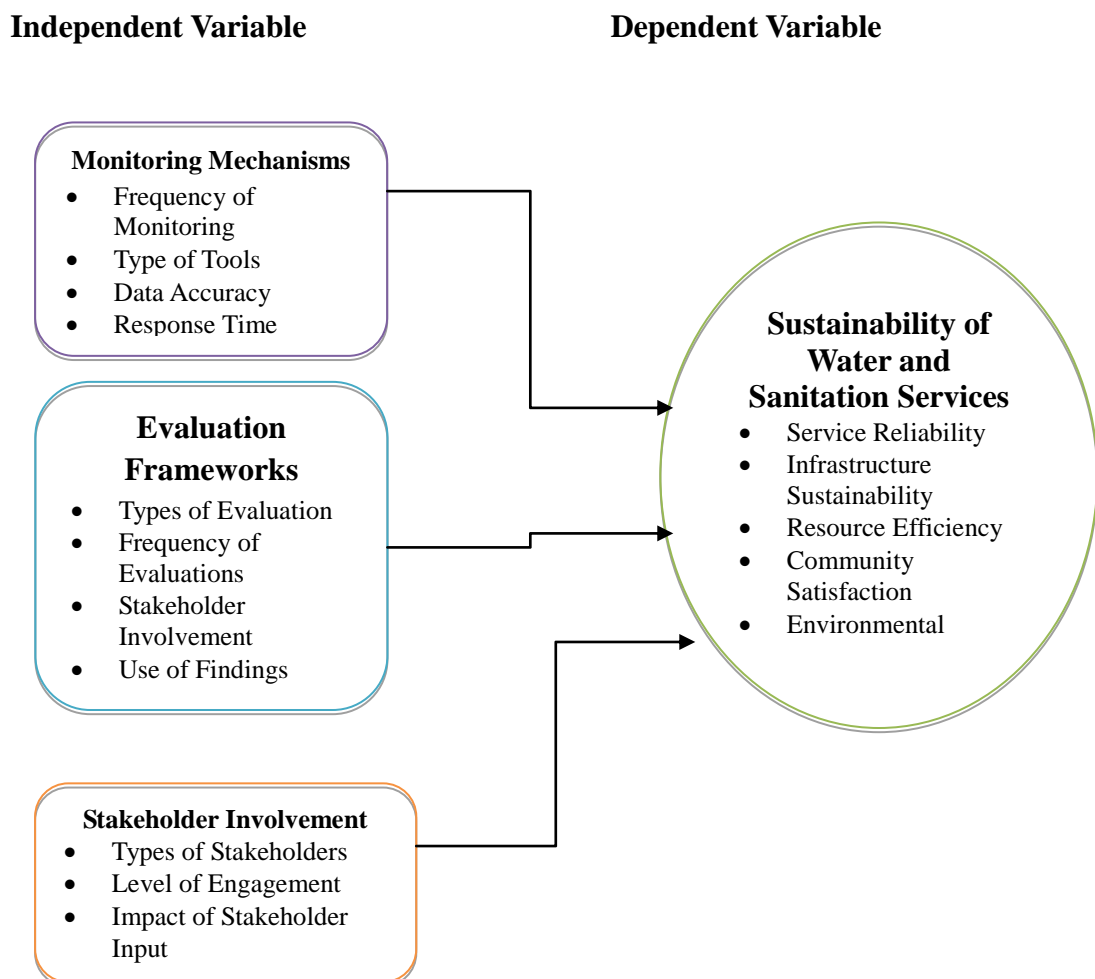 Independent Variable
Dependent Variable
Monitoring Mechanisms
• Frequency of
Monitoring
• Type of Tools
• Data Accuracy
• Response Time
Evaluation
Frameworks
• Types of Evaluation
• Frequency of
Evaluations
• Stakeholder
Involvement
• Use of Findings
Stakeholder Involvement
• Types of Stakeholders
• Level of Engagement
• Impact of Stakeholder
Input
Sustainability of
Water and
Sanitation Services
• Service Reliability
• Infrastructure
Sustainability
• Resource Efficiency
• Community
Satisfaction
• Environmental